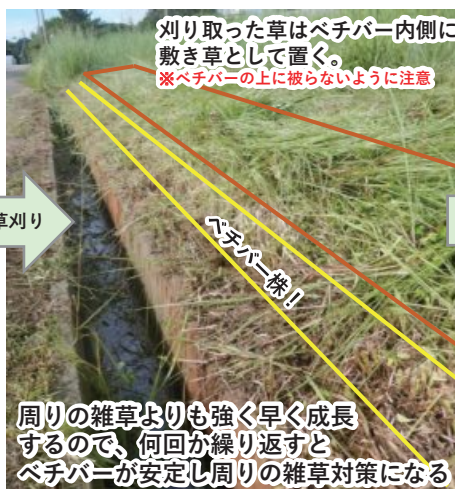 刈り取った草はベチバー内側に
敷き草として置く。
※ベチバーの上に被らないように注意
草刈り
ベチバー株！
周りの雑草よりも強く早く成長
するので、何回か繰り返すと
ベチバーが安定し周りの雑草対策になる